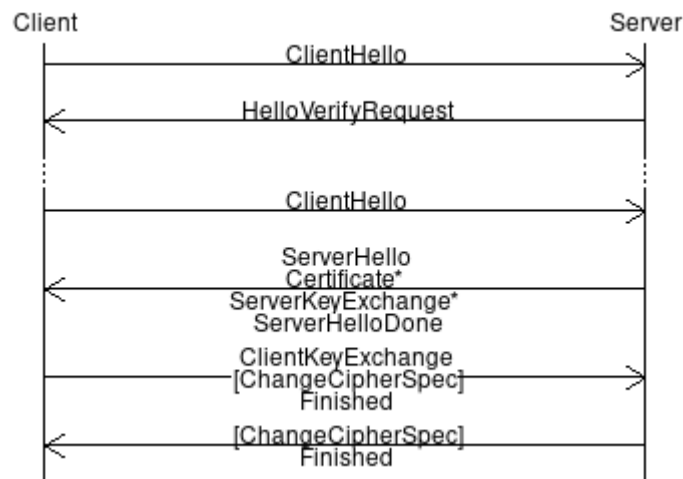 Client Server
ClientHello
HelloVerifyRequest
ClientHello
ServerHello
Certificate*
ServerKeyExchange*
ServerHelloDone
ClientKeyExchange
[ChangeCipherSpec]
Finished
[ChangeCipherSpec]
Finished